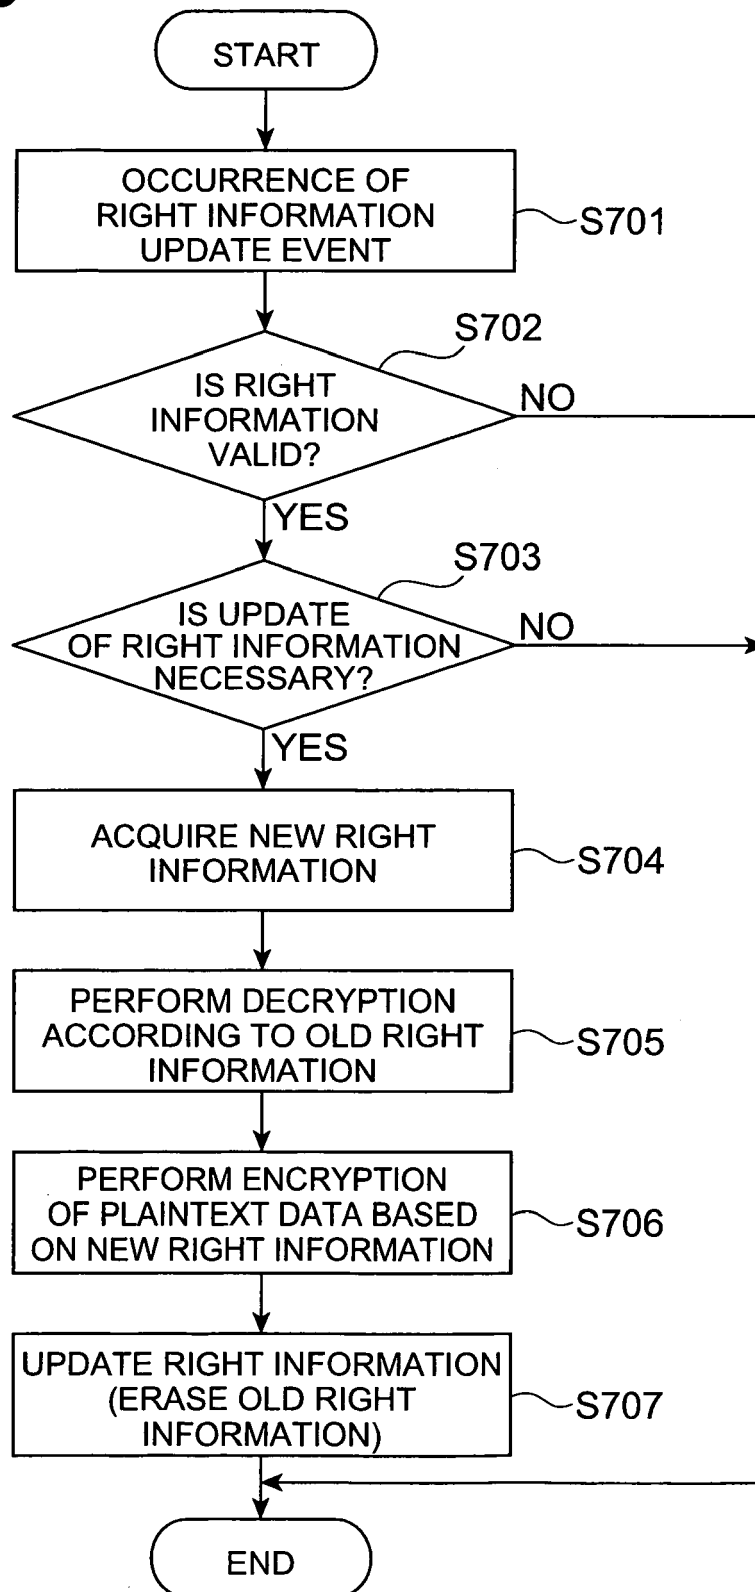 START
OCCURRENCE OF
RIGHT INFORMATION
UPDATE EVENT
S701
S702
IS RIGHT
INFORMATION
VALID?
NO
YES
S703
IS UPDATE
OF RIGHT INFORMATION
NECESSARY?
NO
YES
ACQUIRE NEW RIGHT
INFORMATION
S704
PERFORM DECRYPTION
ACCORDING TO OLD RIGHT
INFORMATION
S705
PERFORM ENCRYPTION
OF PLAINTEXT DATA BASED
ON NEW RIGHT INFORMATION
S706
UPDATE RIGHT INFORMATION
(ERASE OLD RIGHT
INFORMATION)
S707
END